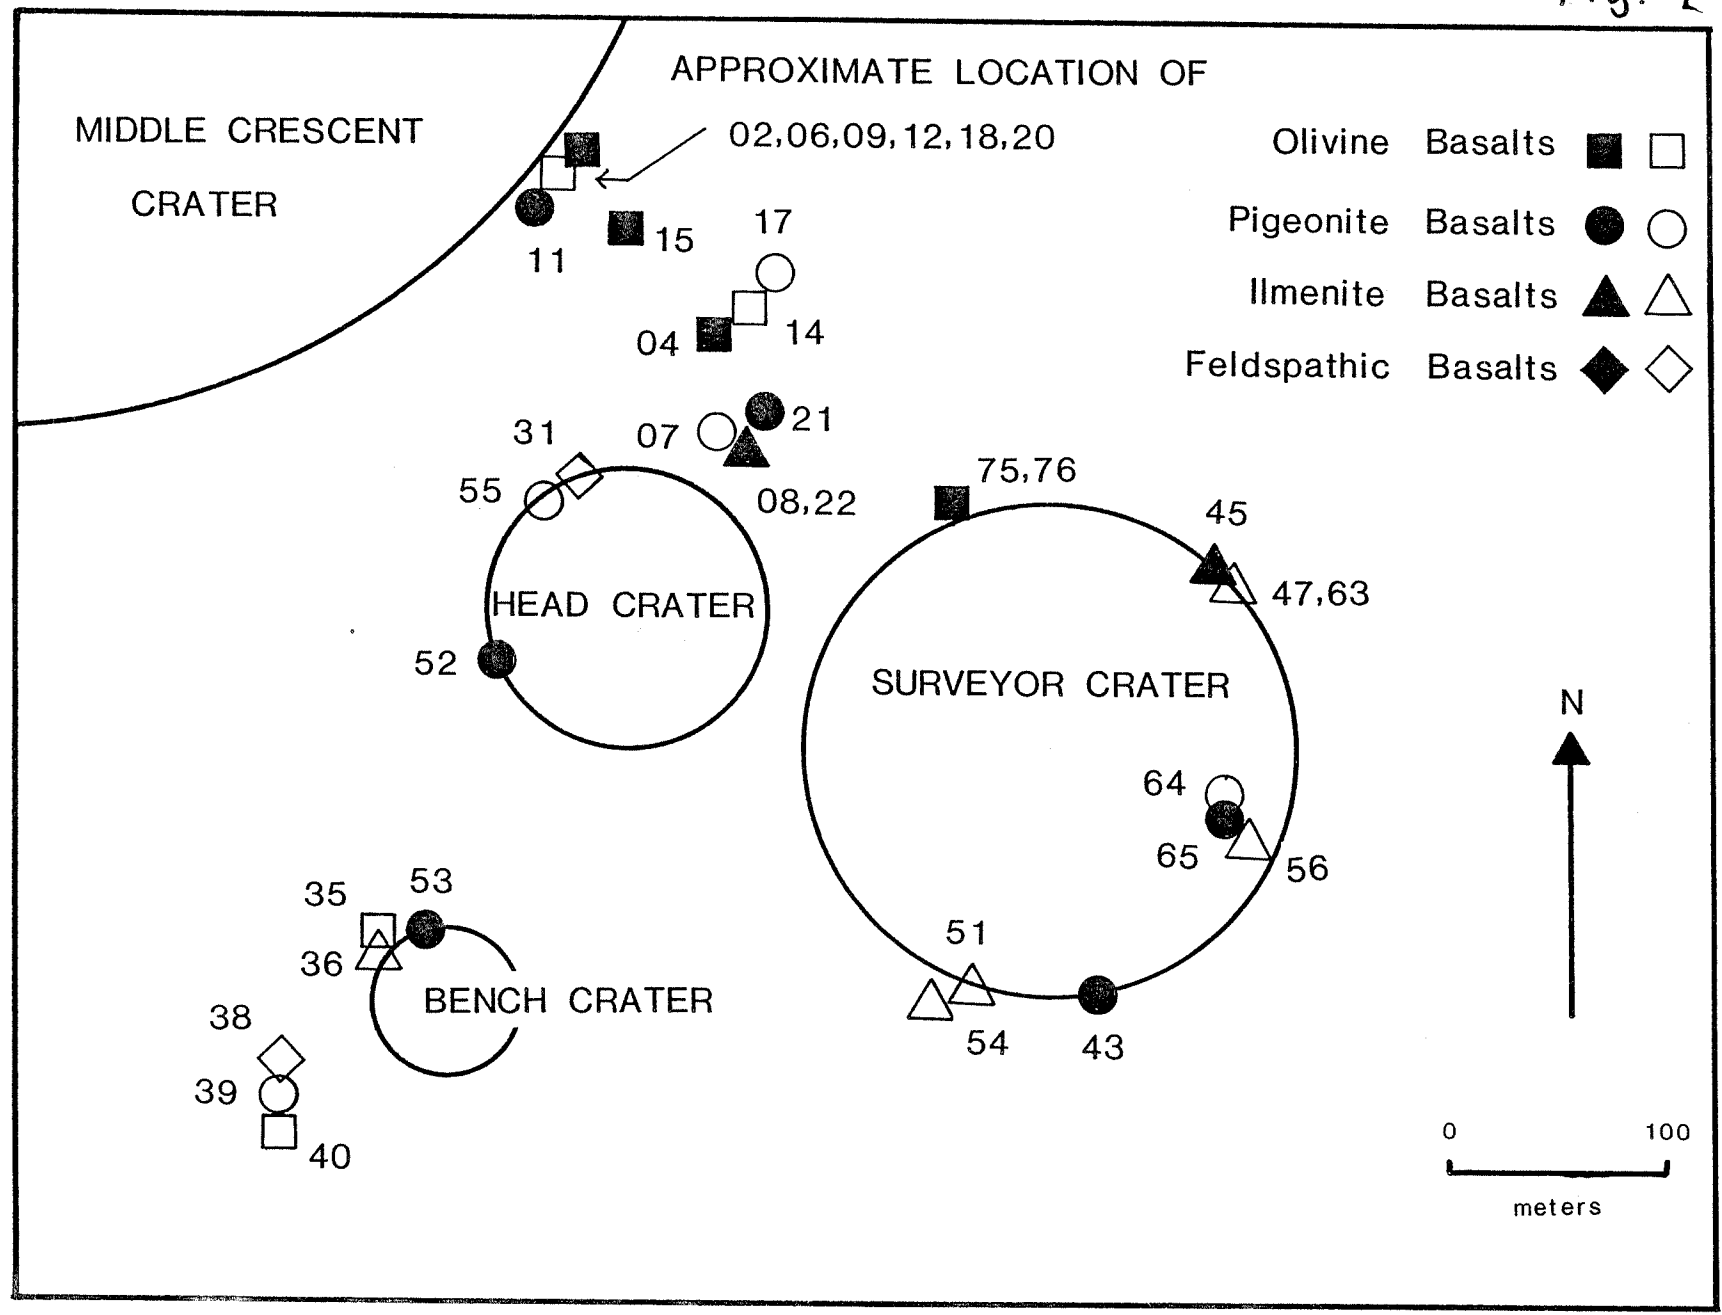 Fig. 2
APPROXIMATE LOCATION OF
02,06,09,12,18,20
MIDDLE CRESCENT
CRATER
Olivine Basalts
Pigeonite Basalts
Ilmenite Basalts
Feldspathic Basalts
11
15
17
04
14
07
21
08,22
31
55
HEAD CRATER
52
75,76
45
47,63
SURVEYOR CRATER
64
65
56
51
54
43
N
35
53
36
BENCH CRATER
38
39
40
0 100
meters